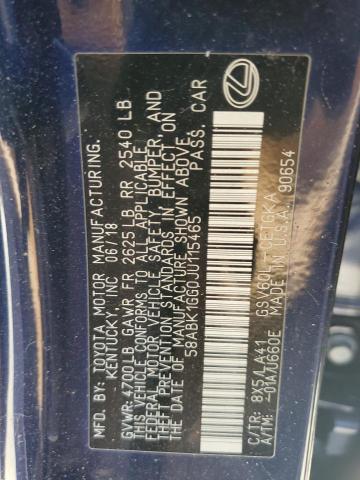 MFD. BY: TOYOTA MOTOR MANUFACTURING,
KENTUCKY, INC. 06/18
GVWR: 4700 LB GAWR FR 2625 LB RR 2540 LB
THIS VEHICLE CONFORMS TO ALL APPLICABLE
FEDERAL MOTOR VEHICLE SAFETY, BUMPER, AND
THEFT PREVENTION STANDARDS IN EFFECT ON
THE DATE OF MANUFACTURE SHOWN ABOVE.
58ABK1GG0JU115465 PASS. CAR
C/TR: 8X5/LA41 GSV60L-CETGKA
A/TM: -01A/U660E MADE IN U.S.A. 90654